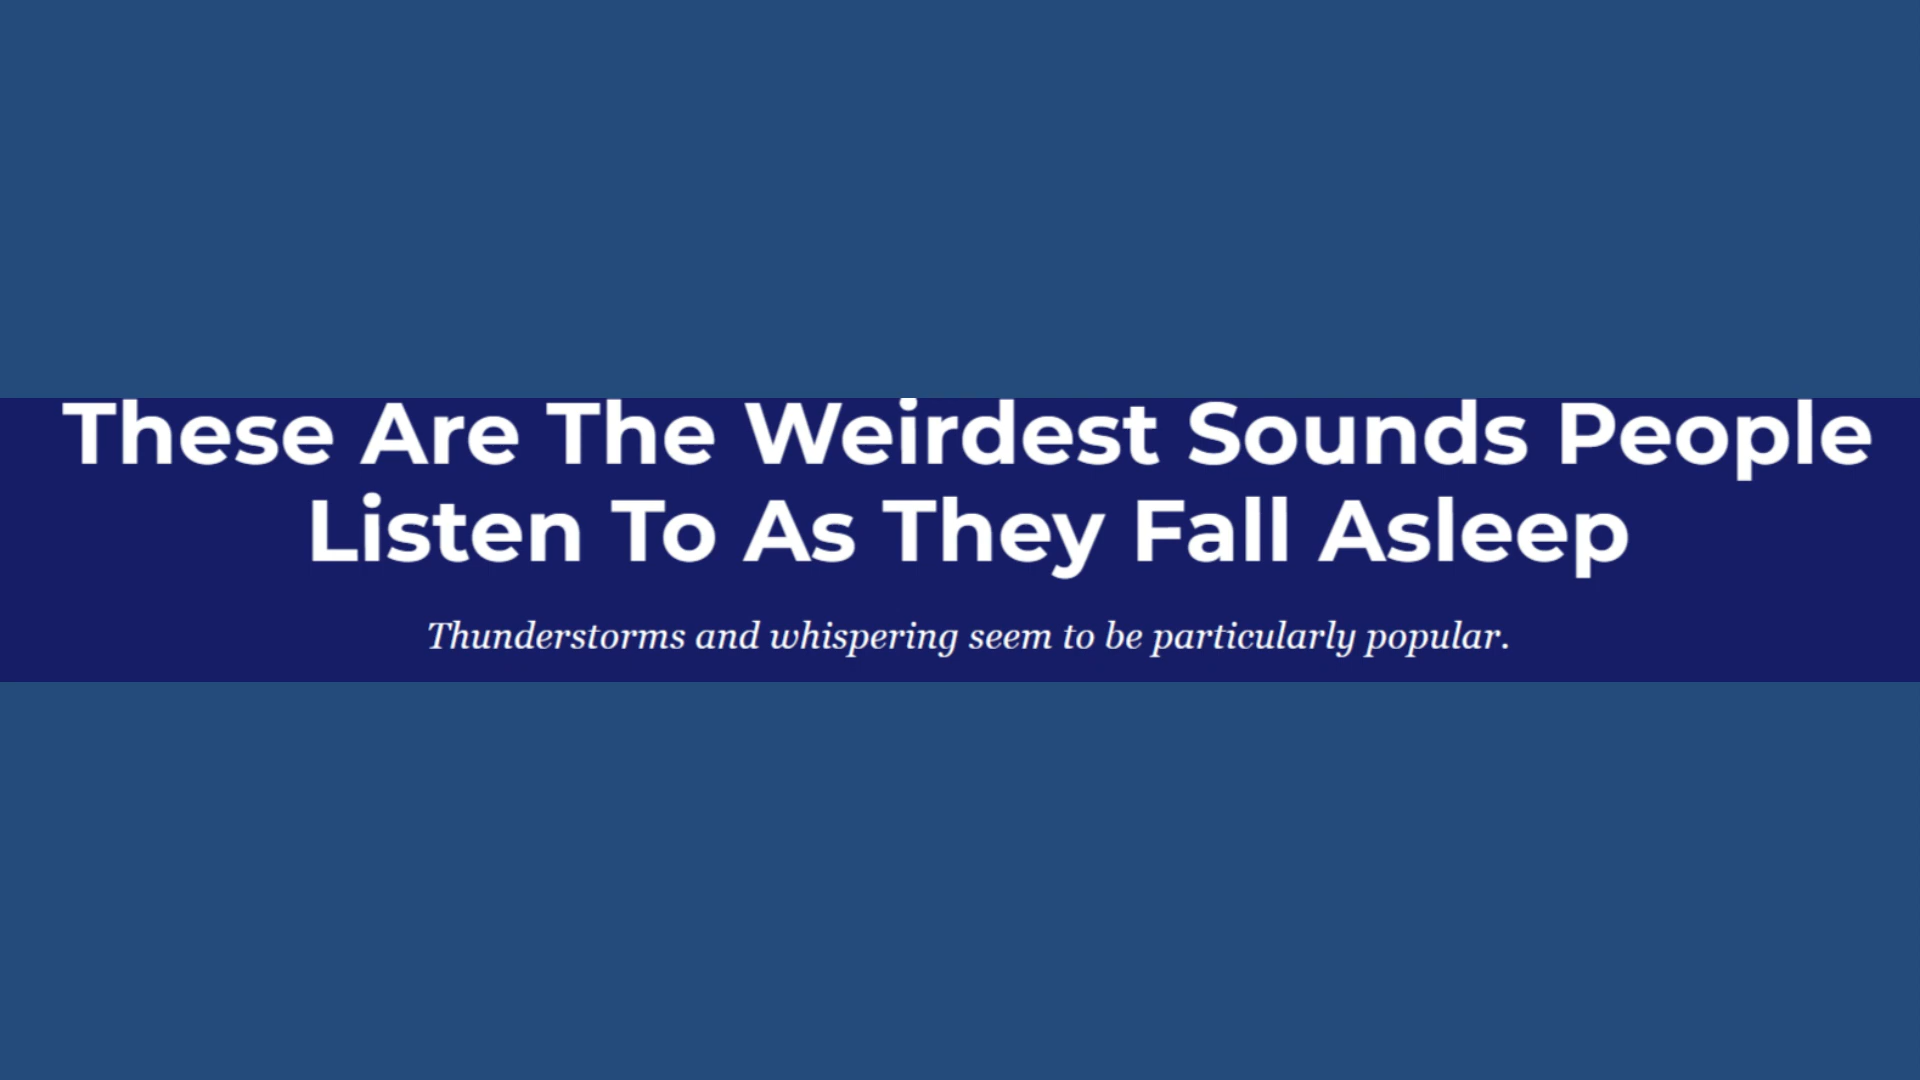 These Are The Weirdest Sounds People
Listen To As They Fall Asleep
Thunderstorms and whispering seem to be particularly popular.